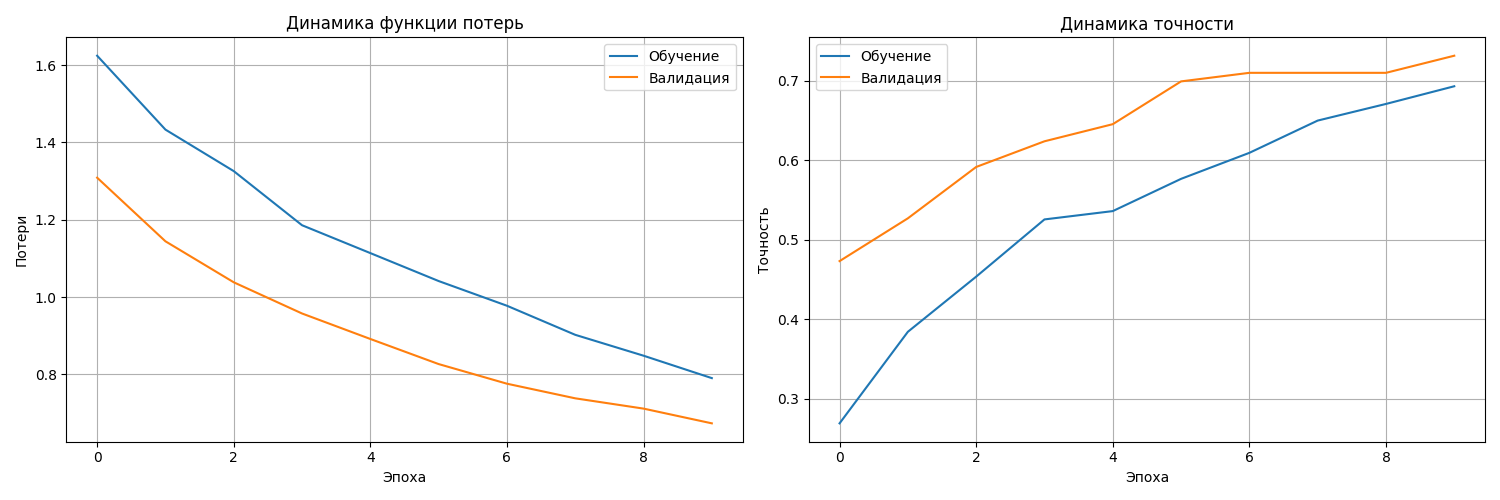 Динамика функции потерь
Обучение
Валидация
1.6
1.4
1.2
1.0
0.8
Потери
0 2 4 6 8
Эпоха
Динамика точности
Обучение
Валидация
0.7
0.6
0.5
0.4
0.3
Точность
0 2 4 6 8
Эпоха